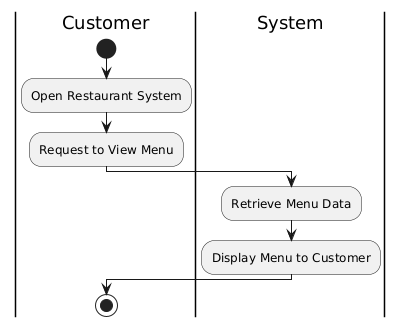 Customer
System
Open Restaurant System
Request to View Menu
Retrieve Menu Data
Display Menu to Customer